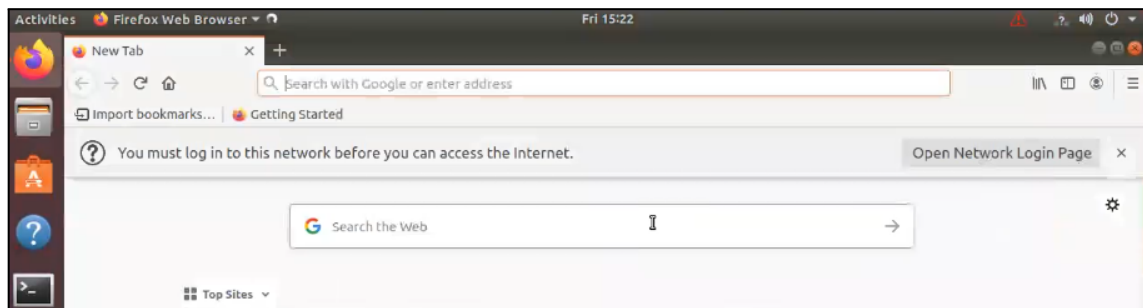 Activities Firefox Web Browser Fri 15:22
New Tab
Search with Google or enter address
Import bookmarks... Getting Started
You must log in to this network before you can access the Internet. Open Network Login Page
Search the Web
Top Sites